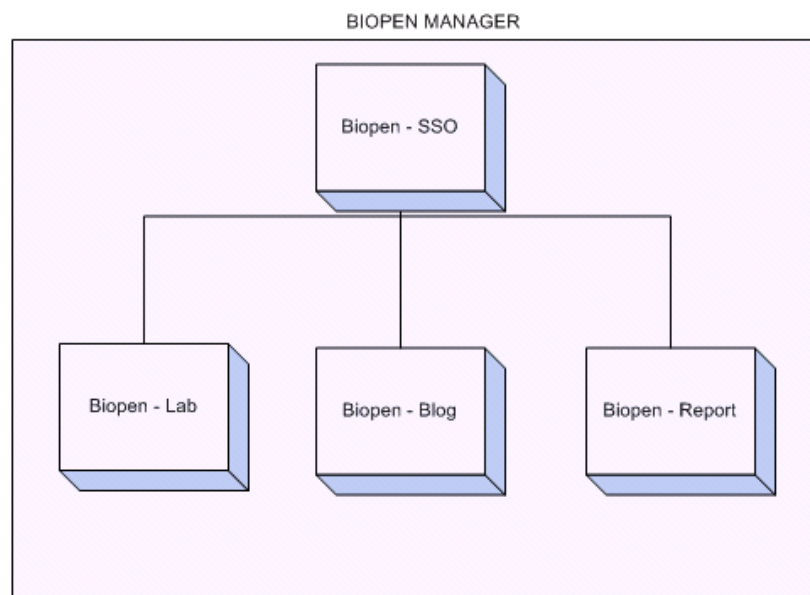 BIOPEN MANAGER
Biopen - SSO
Biopen - Lab
Biopen - Blog
Biopen - Report